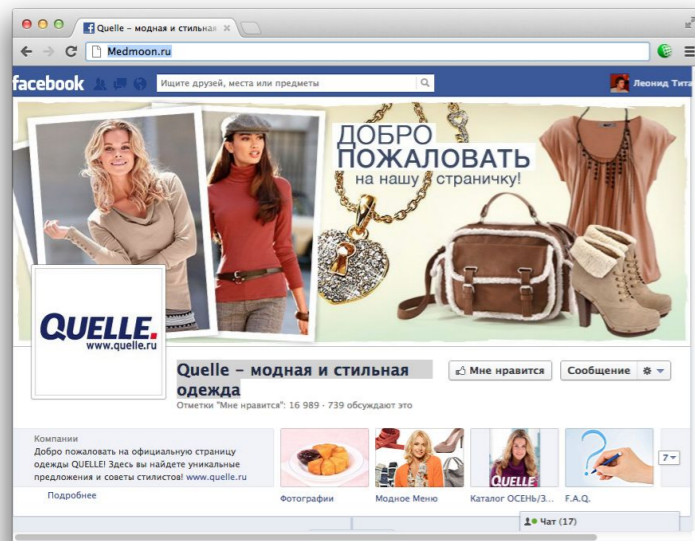 Quelle – модная и стильная
Medmoon.ru
facebook
Ищите друзей, места или предметы
Леонид Тита
ДОБРО
ПОЖАЛОВАТЬ
на нашу страничку!
QUELLE.
www.quelle.ru
Quelle – модная и стильная
одежда
Мне нравится
Сообщение
Отметки "Мне нравится": 16 989 · 739 обсуждают это
Компании
Добро пожаловать на официальную страницу
одежды QUELLE! Здесь вы найдете уникальные
предложения и советы стилистов! www.quelle.ru
Подробнее
QUELLE
7
Фотографии
Модное Меню
Каталог ОСЕНЬ/З...
F.A.Q.
Чат (17)